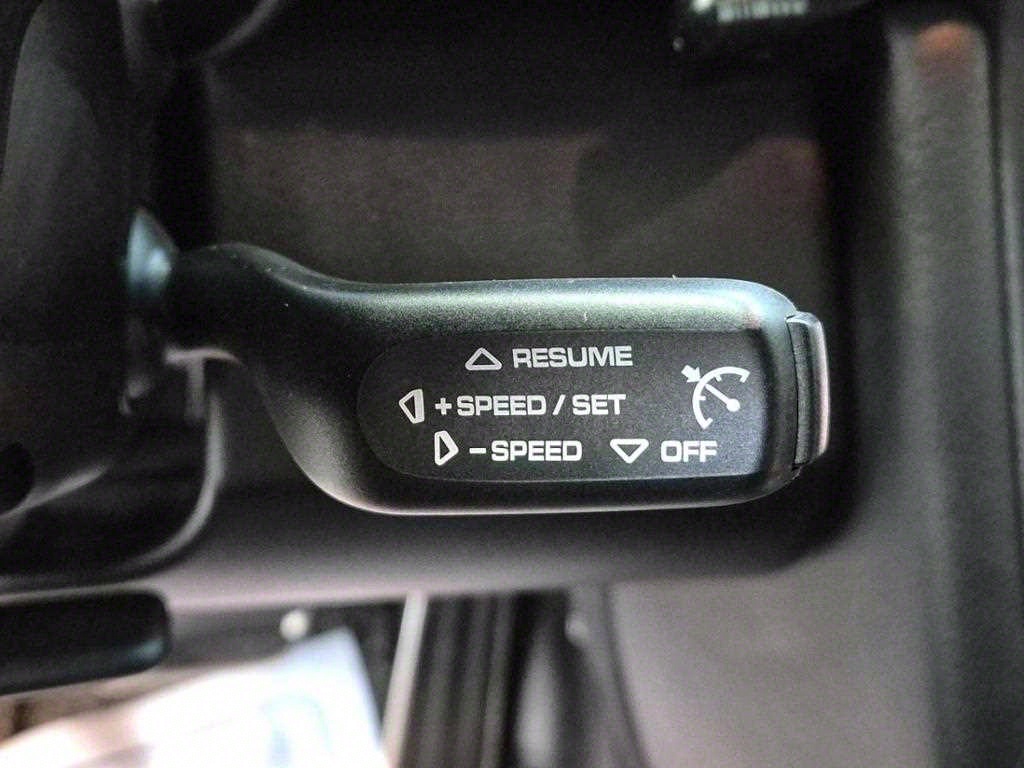 △ RESUME
+SPEED / SET
-SPEED ▽ OFF